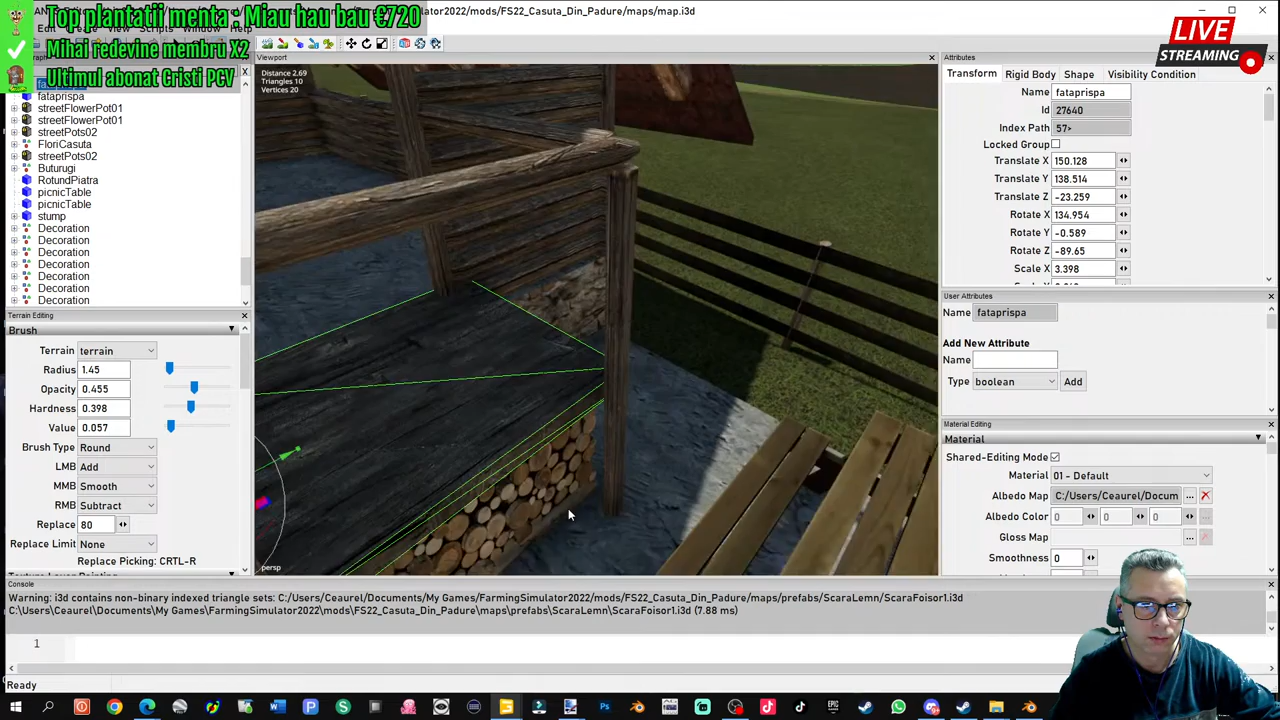 Top plantatii menta : Miau hau bau €720
Mihai redevine membru X2
Ultimul abonat Cristi PCV
mulator2022/mods/FS22_Casuta_Din_Padure/maps/map.i3d
LIVE
STREAMING
Viewport
Distance 2.69
Triangles 10
Vertices 20
persp
fataprispa
streetFlowerPot01
streetFlowerPot01
streetPots02
FloriCasuta
streetPots02
Buturugi
RotundPiatra
picnicTable
picnicTable
stump
Decoration
Decoration
Decoration
Decoration
Decoration
Decoration
Decoration
Terrain Editing
Brush
Terrain terrain
Radius 1.45
Opacity 0.455
Hardness 0.398
Value 0.057
Brush Type Round
LMB Add
MMB Smooth
RMB Subtract
Replace 80
Replace Limit None
Replace Picking: CRTL-R
Attributes
Transform Rigid Body Shape Visibility Condition
Name fataprispa
Id 27640
Index Path 57>
Locked Group
Translate X 150.128
Translate Y 138.514
Translate Z -23.259
Rotate X 134.954
Rotate Y -0.589
Rotate Z -89.65
Scale X 3.398
User Attributes
Name fataprispa
Add New Attribute
Name
Type boolean Add
Material Editing
Material
Shared-Editing Mode
Material 01 - Default
Albedo Map C:/Users/Ceaurel/Docum ...
Albedo Color 0 0 0 ...
Gloss Map ...
Smoothness 0
Console
Warning: i3d contains non-binary indexed triangle sets: C:/Users/Ceaurel/Documents/My Games/FarmingSimulator2022/mods/FS22_Casuta_Din_Padure/maps/prefabs/ScaraLemn/ScaraFoisor1.i3d
C:\Users\Ceaurel\Documents\My Games\FarmingSimulator2022\mods\FS22_Casuta_Din_Padure\maps\prefabs\ScaraLemn\ScaraFoisor1.i3d (7.88 ms)
1
Ready